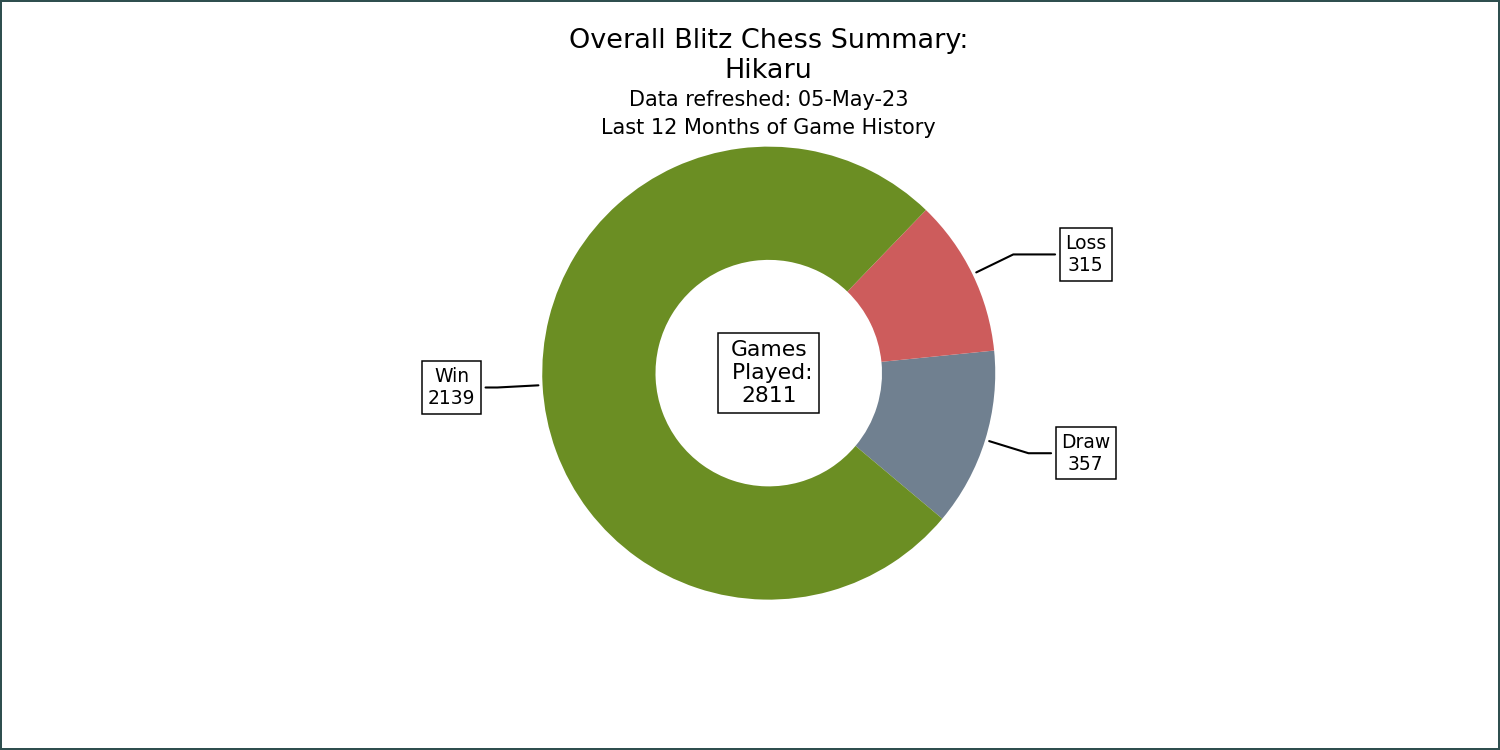 Overall Blitz Chess Summary:
Hikaru
Data refreshed: 05-May-23
Last 12 Months of Game History
Loss
315
Games
Played:
2811
Win
2139
Draw
357